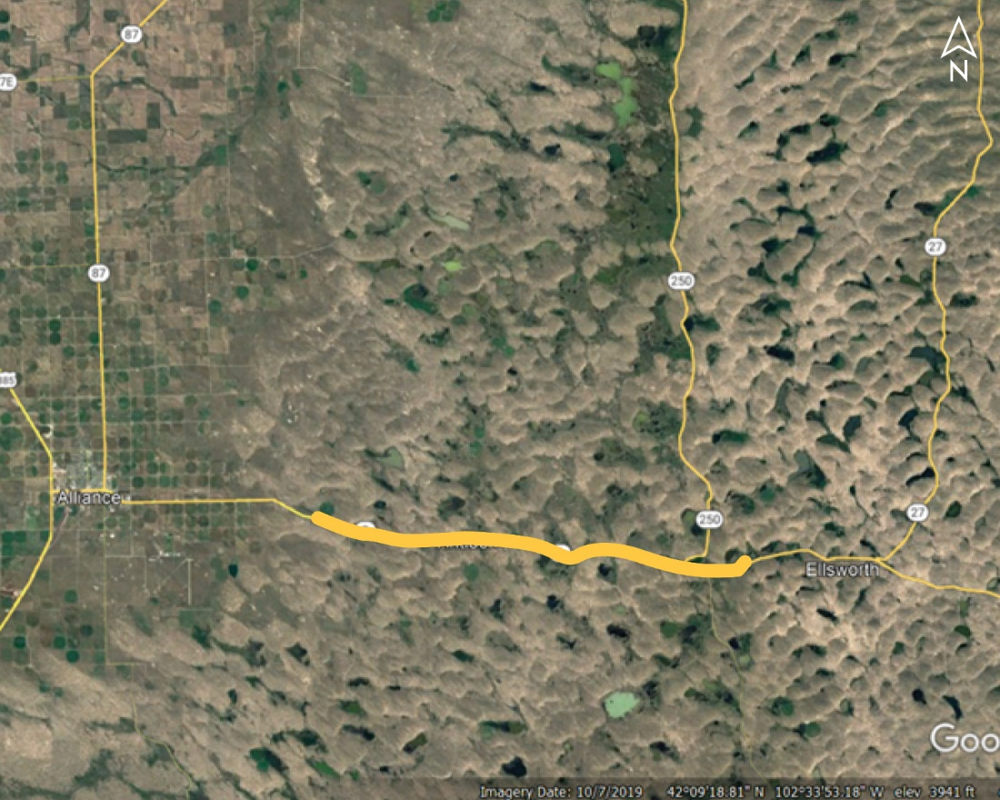 N
87
7E
27
87
250
385
Alliance
250
27
Ellsworth
Goo
Imagery Date: 10/7/2019 42°09'18.81" N 102°33'53.18" W elev 3941 ft